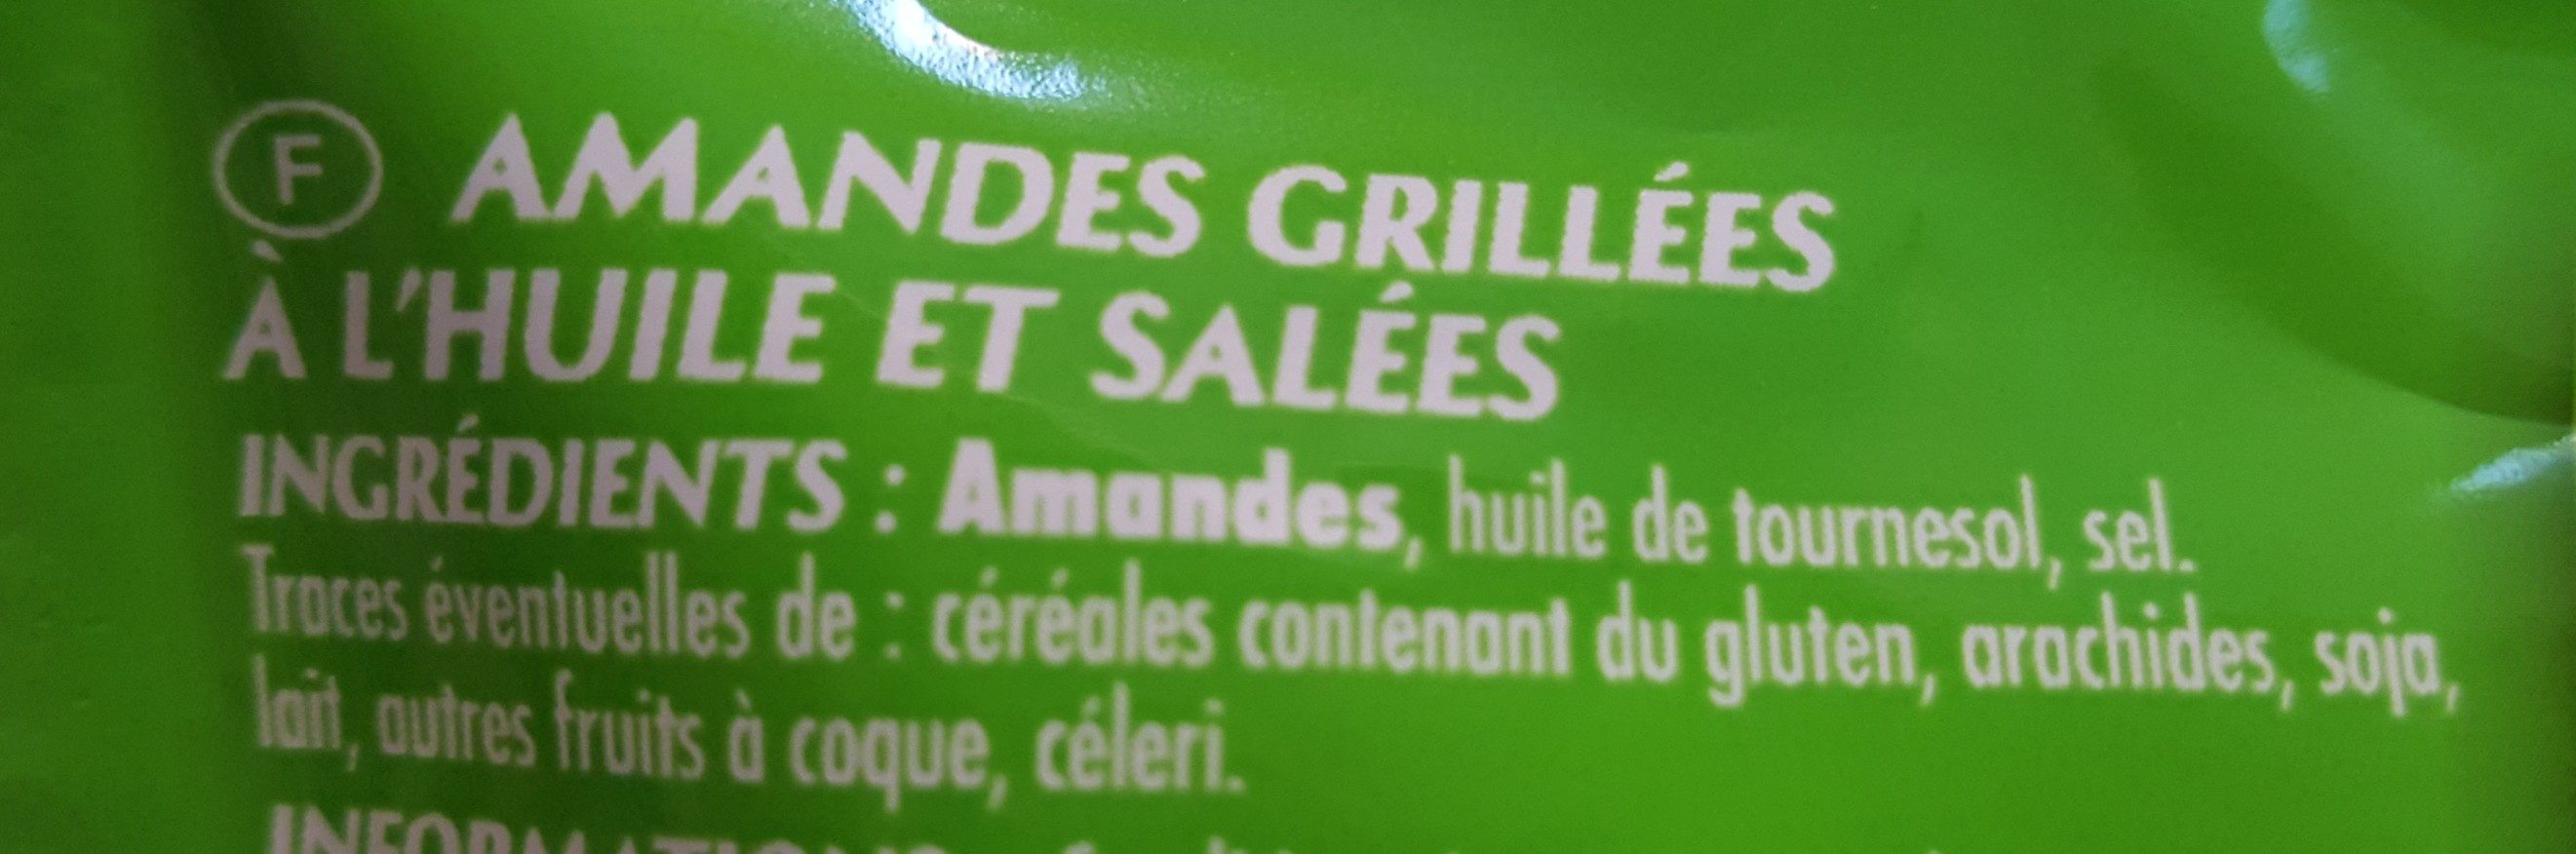 F AMANDES GRILLÉES
À L'HUILE ET SALÉES
INGRÉDIENTS : Amandes, huile de tournesol, sel.
Traces éventuelles de : céréales contenant du gluten, arachides, soja,
lait, autres fruits à coque, céleri.